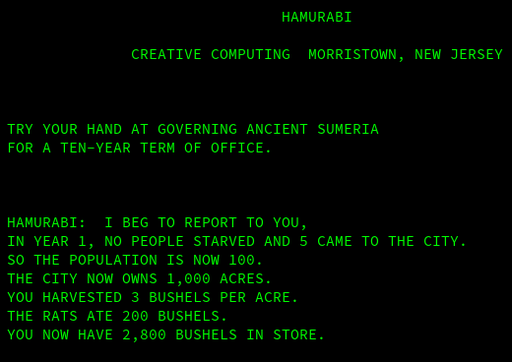 HAMURABI
CREATIVE COMPUTING  MORRISTOWN, NEW JERSEY
TRY YOUR HAND AT GOVERNING ANCIENT SUMERIA
FOR A TEN-YEAR TERM OF OFFICE.
HAMURABI:  I BEG TO REPORT TO YOU,
IN YEAR 1, NO PEOPLE STARVED AND 5 CAME TO THE CITY.
SO THE POPULATION IS NOW 100.
THE CITY NOW OWNS 1,000 ACRES.
YOU HARVESTED 3 BUSHELS PER ACRE.
THE RATS ATE 200 BUSHELS.
YOU NOW HAVE 2,800 BUSHELS IN STORE.